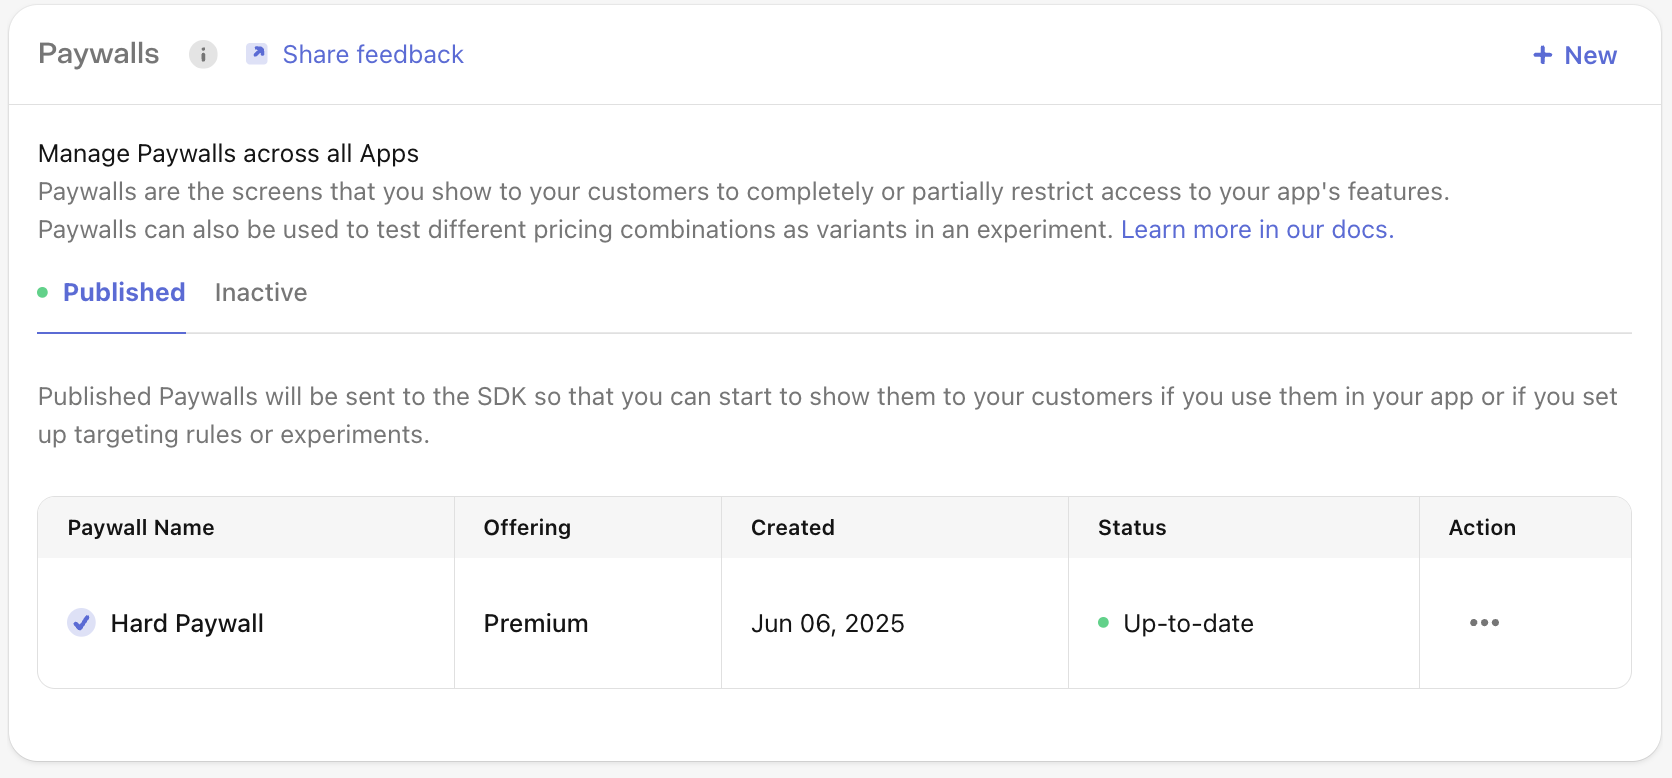 Paywalls
Share feedback
New
Manage Paywalls across all Apps
Paywalls are the screens that you show to your customers to completely or partially restrict access to your app's features.
Paywalls can also be used to test different pricing combinations as variants in an experiment. Learn more in our docs.
Published
Inactive
Published Paywalls will be sent to the SDK so that you can start to show them to your customers if you use them in your app or if you set
up targeting rules or experiments.
Paywall Name
Offering
Created
Status
Action
Hard Paywall
Premium
Jun 06, 2025
Up-to-date